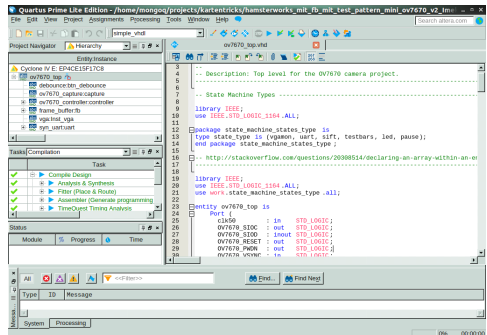 Quartus Prime Lite Edition - /home/mongoq/projects/kartentricks/hamsterworks_mit_fb_mit_test_pattern_mini_ov7670_v2_
File Edit View Project Assignments Processing Tools Window Help
Search altera.com
simple_vhdl
Project Navigator Hierarchy
Entity:Instance
Cyclone IV E: EP4CE15F17C8
ov7670_top
debounce:btn_debounce
ov7670_capture:capture
ov7670_controller:controller
frame_buffer:fb
vga:Inst_vga
syn_uart:uart
Tasks Compilation
Task
Compile Design
Analysis & Synthesis
Fitter (Place & Route)
Assembler (Generate programming
TimeQuest Timing Analysis
Status
Module % Progress Time
ov7670_top.vhd
3 --
4 -- Description: Top level for the OV7670 camera project.
5
6
7 -- State Machine Types
8
9 library IEEE;
10 use IEEE.STD_LOGIC_1164.ALL;
11
12 package state_machine_states_type is
13 type state_type is (vgamon, uart, sift, testbars, led, pause);
14 end package state_machine_states_type ;
15
16 -- http://stackoverflow.com/questions/20308514/declaring-an-array-within-an-en
17
18
19 library IEEE;
20 use IEEE.STD_LOGIC_1164.ALL;
21 use work.state_machine_states_type .all;
22
23 entity ov7670_top is
24 Port (
25 clk50 : in STD_LOGIC;
26 OV7670_SIOC : out STD_LOGIC;
27 OV7670_SIOD : inout STD_LOGIC;
28 OV7670_RESET : out STD_LOGIC;
29 OV7670_PWDN : out STD_LOGIC;
30 OV7670_VSYNC : in STD_LOGIC;
All <<Filter>> Find... Find Next
Type ID Message
System Processing
0% 00:00:00